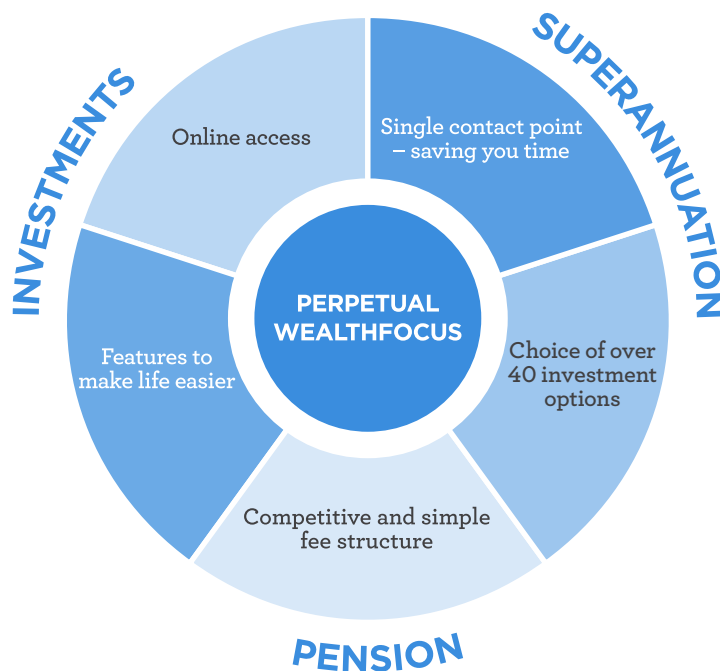 INVESTMENTS
SUPERANNUATION
Online access
Single contact point
– saving you time
PERPETUAL
WEALTHFOCUS
Features to
make life easier
Choice of over
40 investment
options
Competitive and simple
fee structure
PENSION